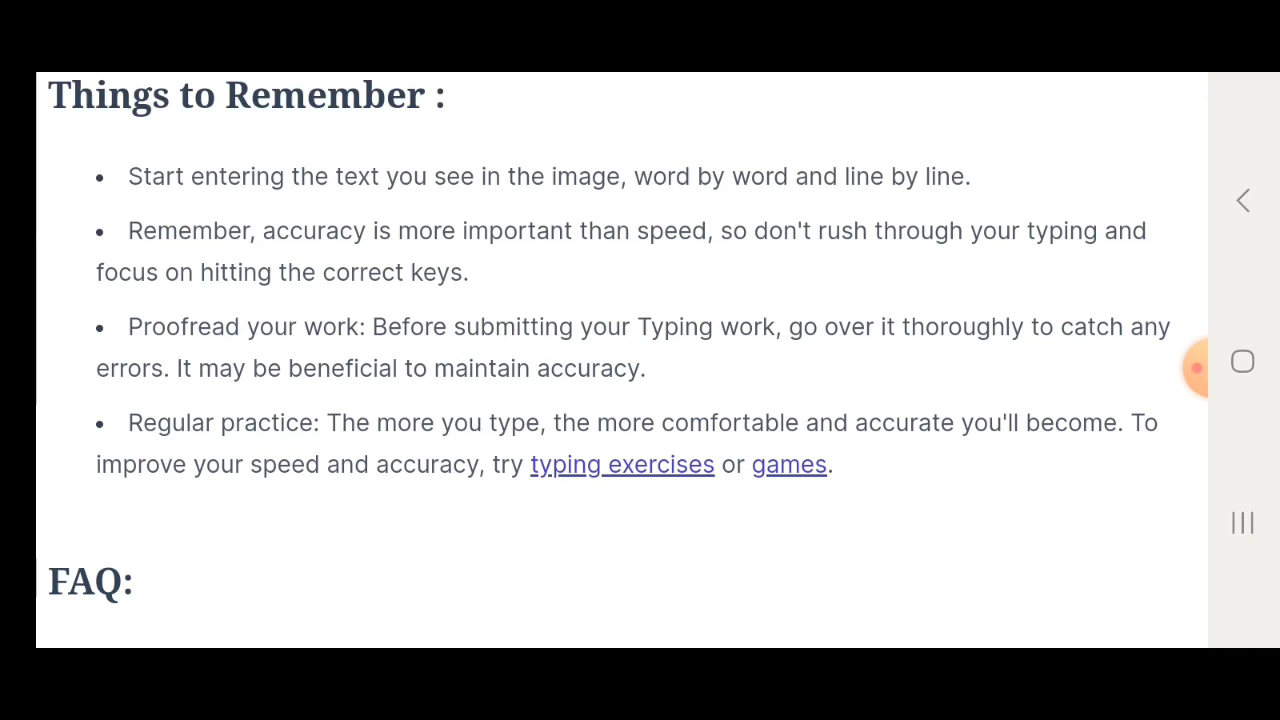 Things to Remember :
• Start entering the text you see in the image, word by word and line by line.
• Remember, accuracy is more important than speed, so don't rush through your typing and
focus on hitting the correct keys.
• Proofread your work: Before submitting your Typing work, go over it thoroughly to catch any
errors. It may be beneficial to maintain accuracy.
• Regular practice: The more you type, the more comfortable and accurate you'll become. To
improve your speed and accuracy, try typing exercises or games.
FAQ: